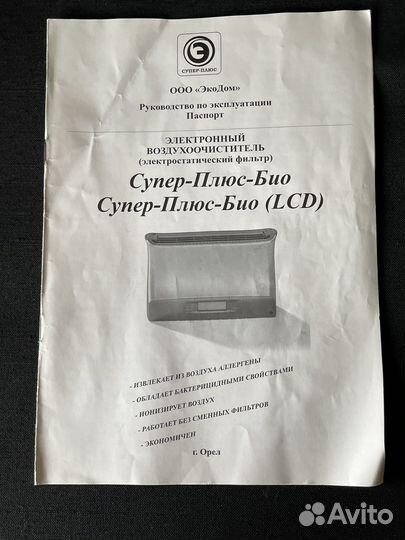 Э
СУПЕР-ПЛЮС
ООО «ЭкоДом»
Руководство по эксплуатации
Паспорт
ЭЛЕКТРОННЫЙ
ВОЗДУХООЧИСТИТЕЛЬ
(электростатический фильтр)
Супер-Плюс-Био
Супер-Плюс-Био (LCD)
- ИЗВЛЕКАЕТ ИЗ ВОЗДУХА АЛЛЕРГЕНЫ
- ОБЛАДАЕТ БАКТЕРИЦИДНЫМИ СВОЙСТВАМИ
- ИОНИЗИРУЕТ ВОЗДУХ
- РАБОТАЕТ БЕЗ СМЕННЫХ ФИЛЬТРОВ
- ЭКОНОМИЧЕН
г. Орел
Avito